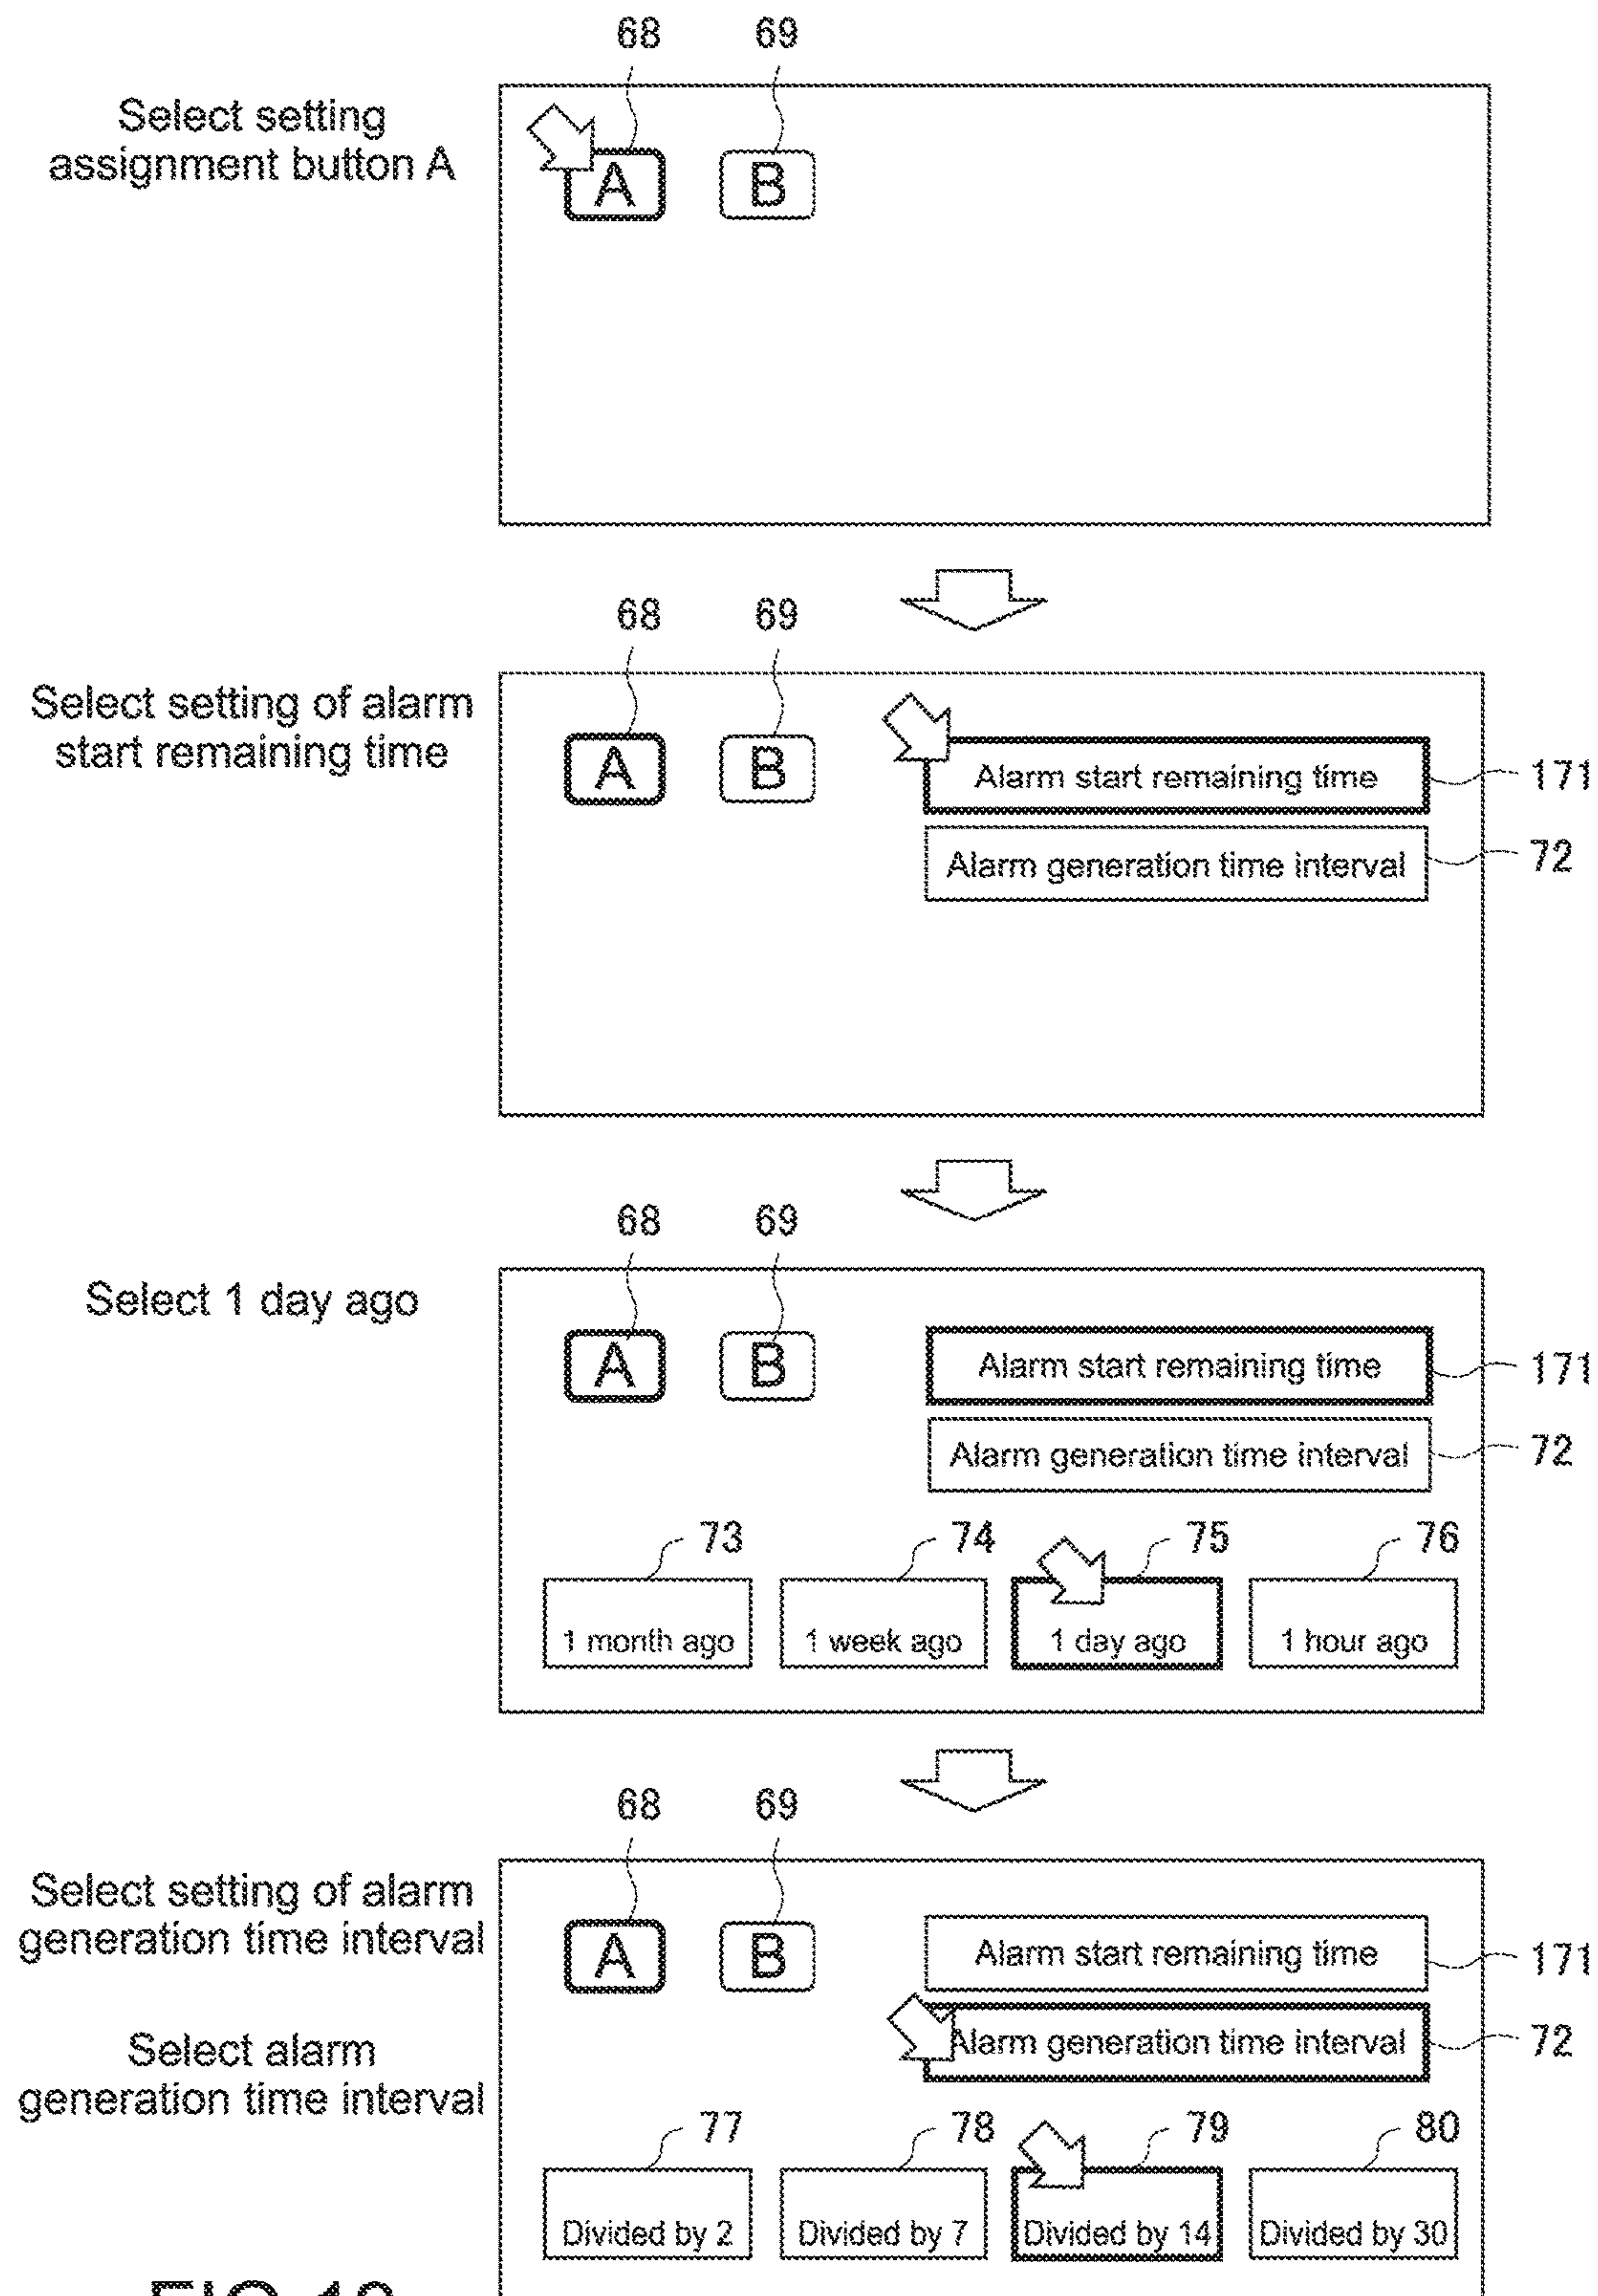 68 69
Select setting
assignment button A
A B
68 69
Select setting of alarm
start remaining time
A B
Alarm start remaining time 171
Alarm generation time interval 72
68 69
Select 1 day ago
A B
Alarm start remaining time 171
Alarm generation time interval 72
73 74 75 76
1 month ago 1 week ago 1 day ago 1 hour ago
68 69
Select setting of alarm
generation time interval
A B
Alarm start remaining time 171
Alarm generation time interval 72
Select alarm
generation time interval
77 78 79 80
Divided by 2 Divided by 7 Divided by 14 Divided by 30